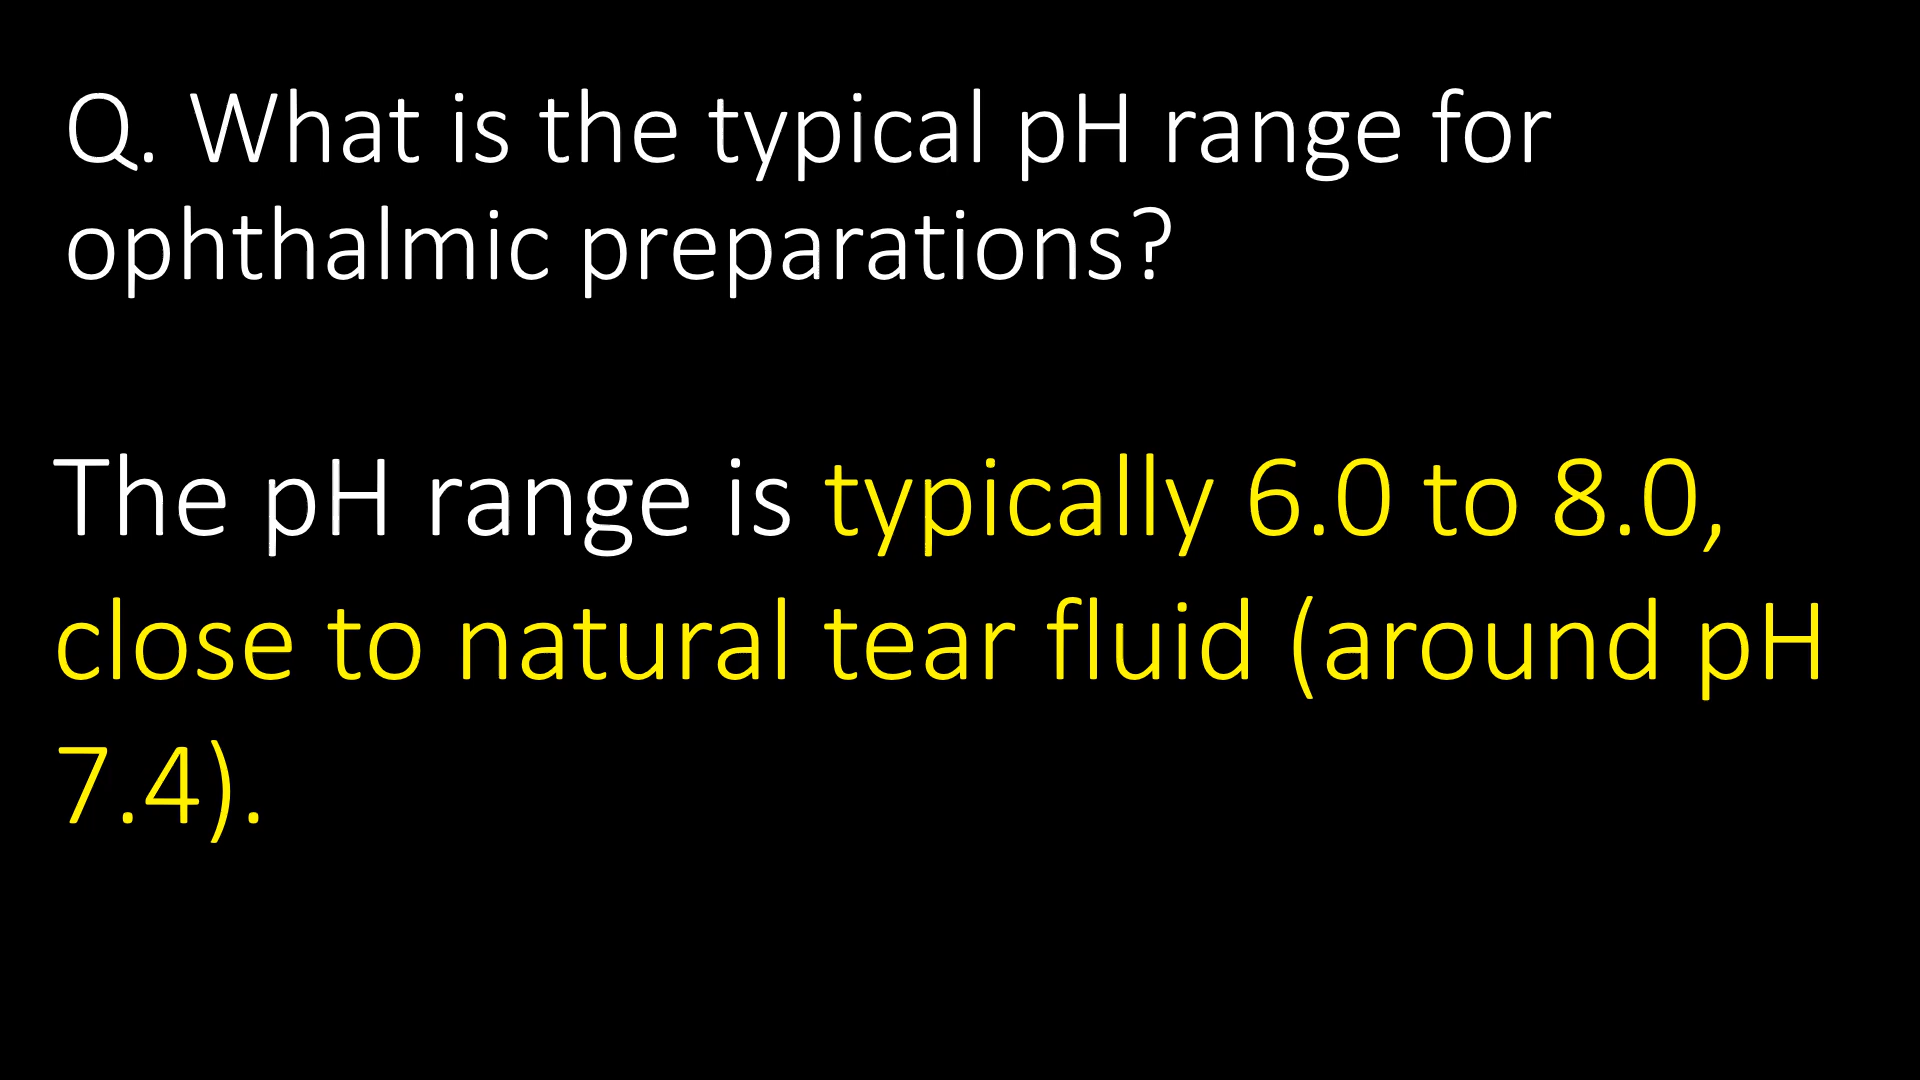 Q. What is the typical pH range for
ophthalmic preparations?
The pH range is typically 6.0 to 8.0,
close to natural tear fluid (around pH
7.4).